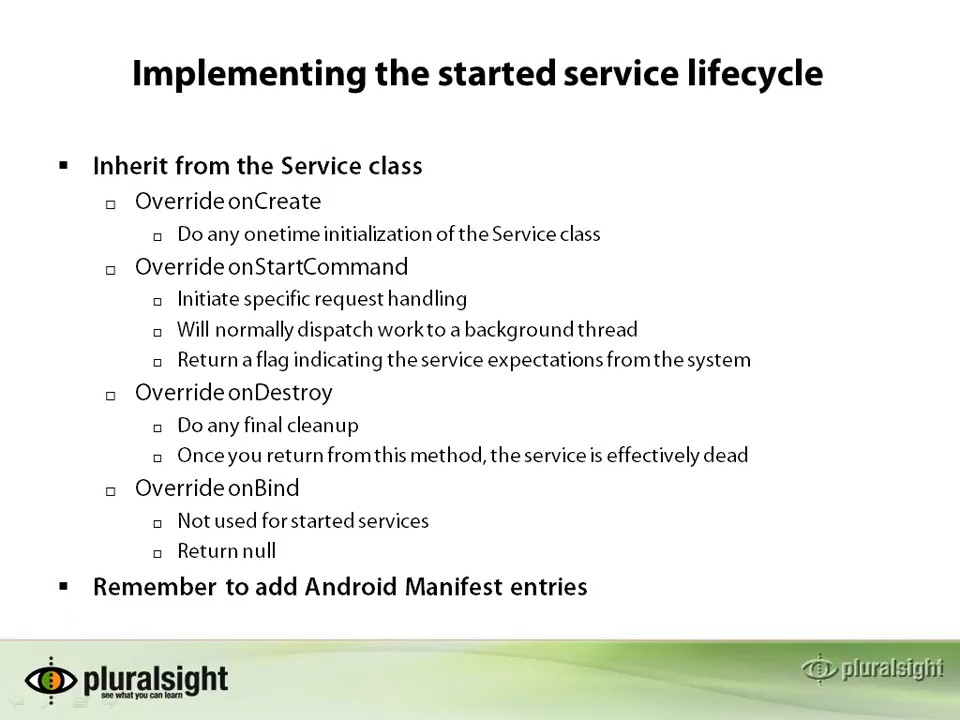 Implementing the started service lifecycle
Inherit from the Service class
Override onCreate
Do any onetime initialization of the Service class
Override onStartCommand
Initiate specific request handling
Will normally dispatch work to a background thread
Return a flag indicating the service expectations from the system
Override onDestroy
Do any final cleanup
Once you return from this method, the service is effectively dead
Override onBind
Not used for started services
Return null
Remember to add Android Manifest entries
pluralsight
see what you can learn
pluralsight